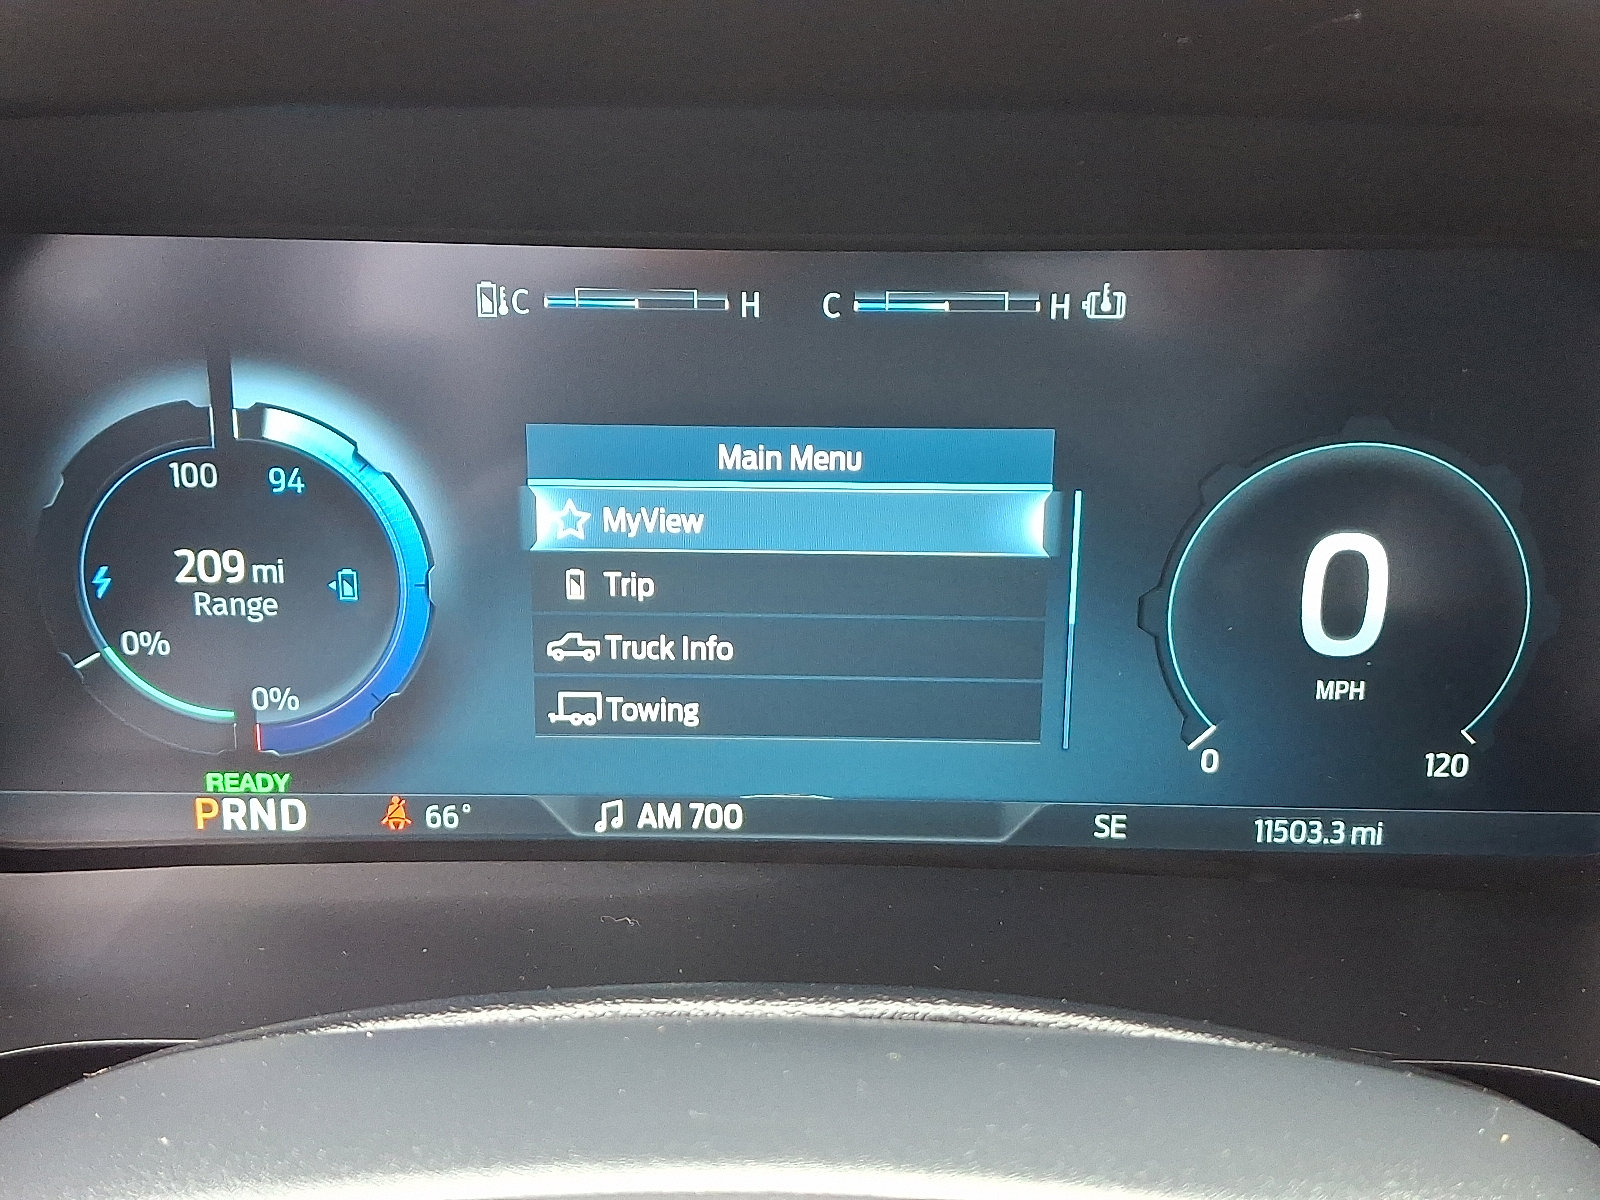 C H
C H
100 94
209 mi
Range
0%
0%
Main Menu
MyView
Trip
Truck Info
Towing
0
MPH
0 120
READY
PRND
66°
AM 700
SE
11503.3 mi